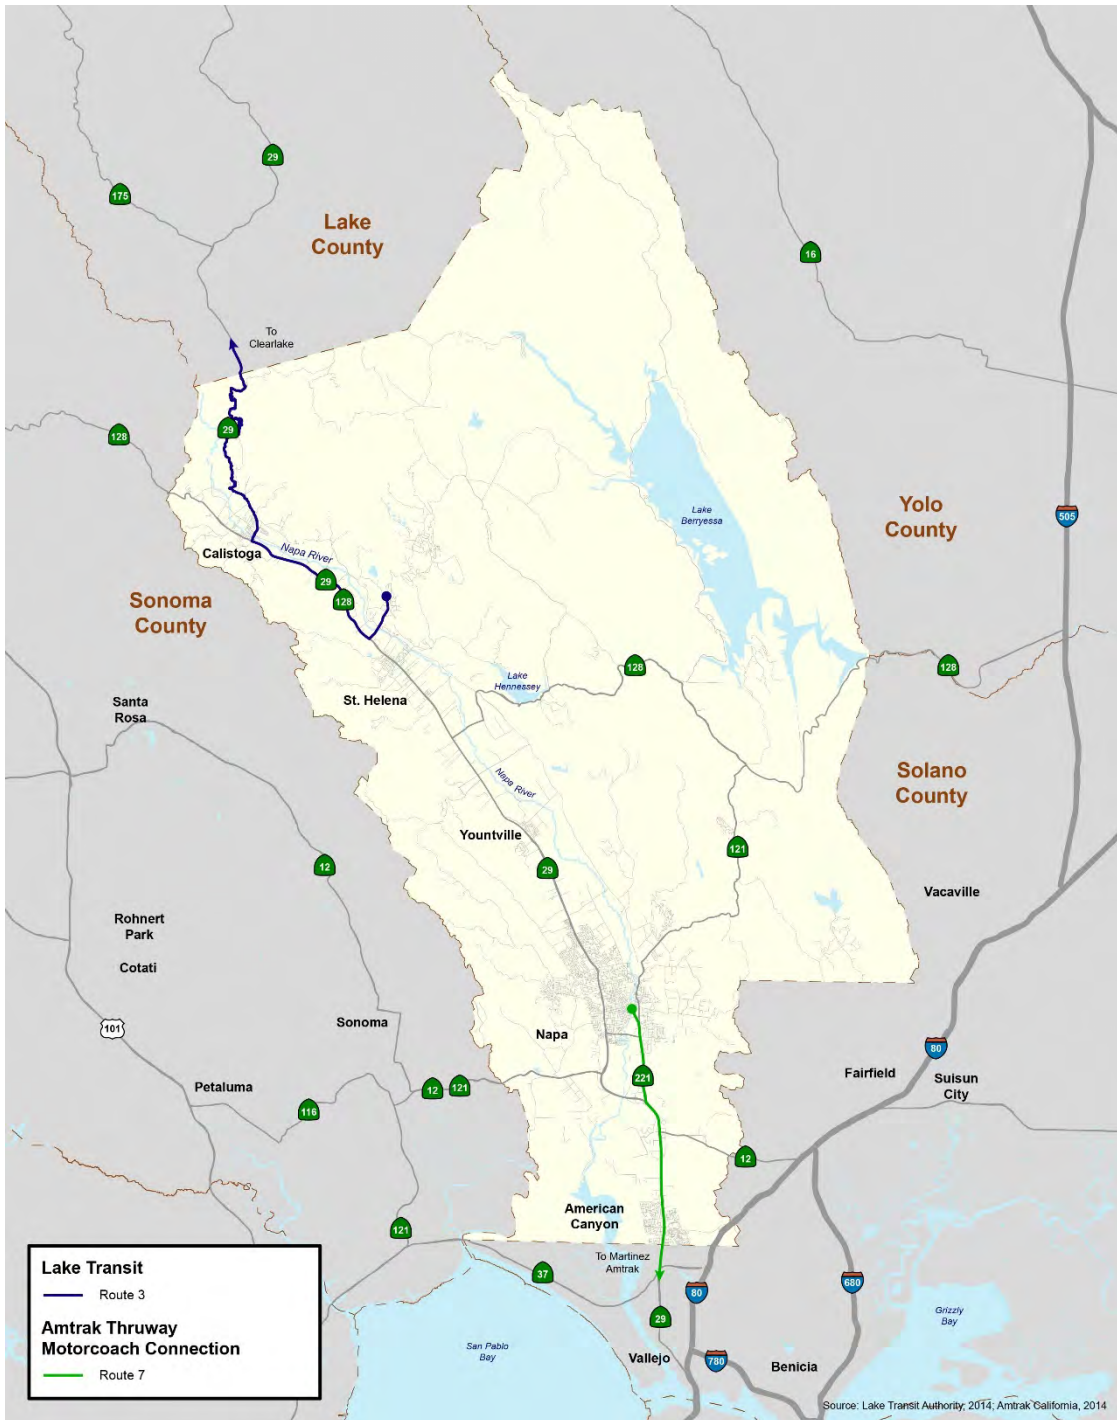 29
175
Lake
County
16
To
Clearlake
29
128
Yolo
County
505
Lake
Berryessa
Calistoga
Napa River
29
128
Sonoma
County
128
128
Lake
Hennessey
St. Helena
Santa
Rosa
Napa River
Solano
County
Yountville
121
29
12
Vacaville
Rohnert
Park
Cotati
101
Sonoma
Napa
80
221
Fairfield
Suisun
City
Petaluma
12
121
116
12
American
Canyon
121
To Martinez
Amtrak
37
80
680
29
Grizzly
Bay
San Pablo
Bay
Vallejo
780
Benicia
Lake Transit
Route 3
Amtrak Thruway
Motorcoach Connection
Route 7
Source: Lake Transit Authority, 2014; Amtrak California, 2014